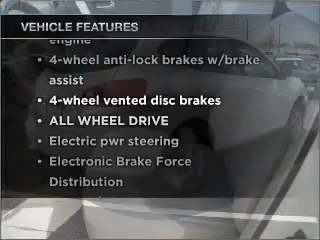 VEHICLE FEATURES
engine
• 4-wheel anti-lock brakes w/brake
assist
• 4-wheel vented disc brakes
• ALL WHEEL DRIVE
• Electric pwr steering
• Electronic Brake Force
Distribution